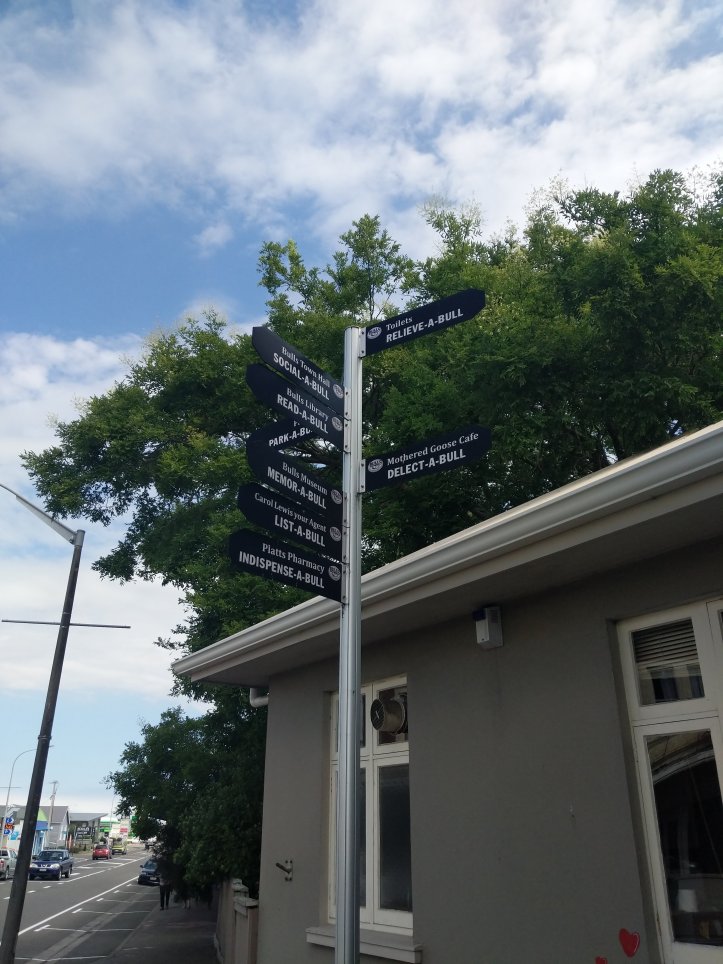 Toilets
RELIEVE-A-BULL
Bulls Town Hall
SOCIAL-A-BULL
Bulls Library
READ-A-BULL
PARK-A-BU
Bulls Museum
MEMOR-A-BULL
Mothered Goose Cafe
DELECT-A-BULL
Carol Lewis your Agent
LIST-A-BULL
Platts Pharmacy
INDISPENSE-A-BULL